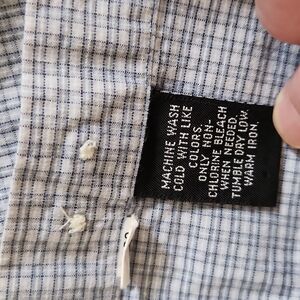 MACHINE WASH
COLD WITH LIKE
COLORS.
ONLY NON-
CHLORINE BLEACH
WHEN NEEDED.
TUMBLE DRY LOW.
WARM IRON.